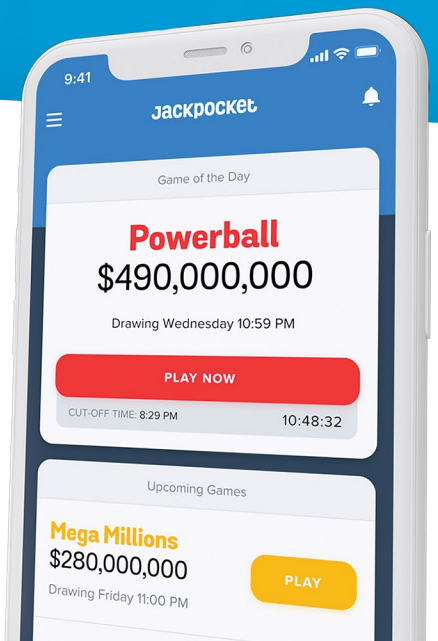 9:41
Jackpocket
Game of the Day
Powerball
$490,000,000
Drawing Wednesday 10:59 PM
PLAY NOW
CUT-OFF TIME: 8:29 PM 10:48:32
Upcoming Games
Mega Millions
$280,000,000
PLAY
Drawing Friday 11:00 PM